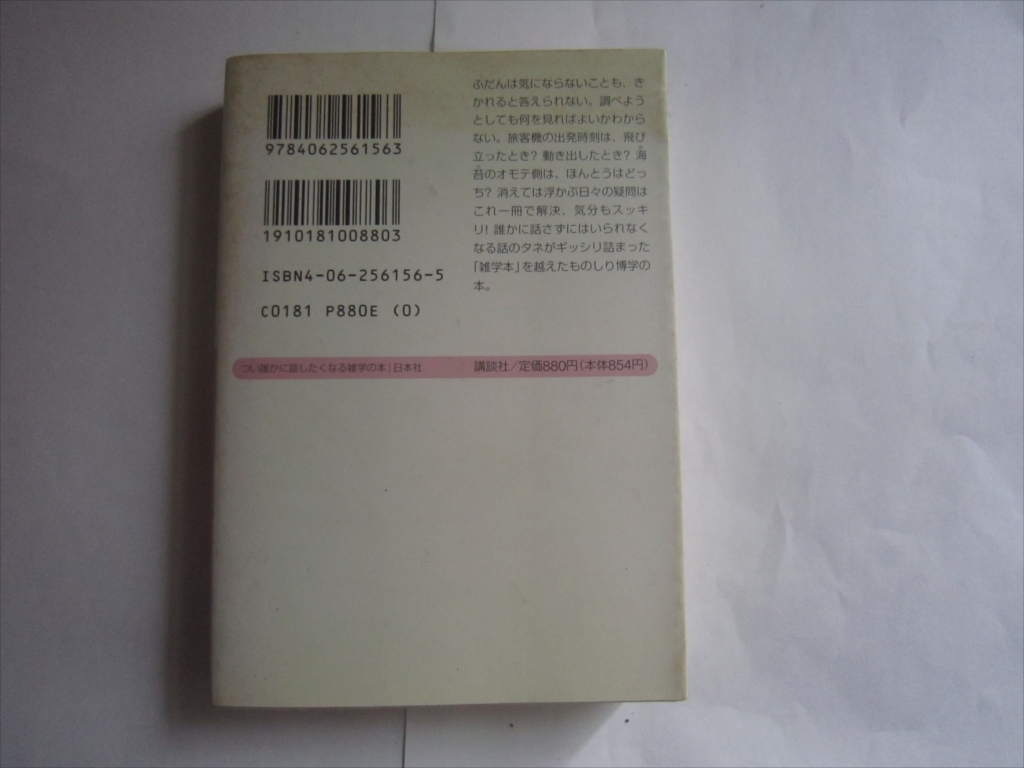 9784062561563
1910181008803
ISBN4-06-256156-5
C0181 P880E (0)
ふだんは気にならないことも、き
かれると答えられない、調べよう
としても何を見ればよいかわから
ない。旅客機の出発時刻は、飛び
立ったとき? 動き出したとき? 海
苔のオモテ側は、ほんとうはどっ
ち? 消えては浮かぶ日々の疑問は
これ一冊で解決、気分もスッキ
リ! 誰かに話さずにはいられなく
なる話のタネがギッシリ詰まった
「雑学本」を越えたものしり博学の
本。
つい誰かに話したくなる雑学の本|日本社
講談社/定価880円(本体854円)